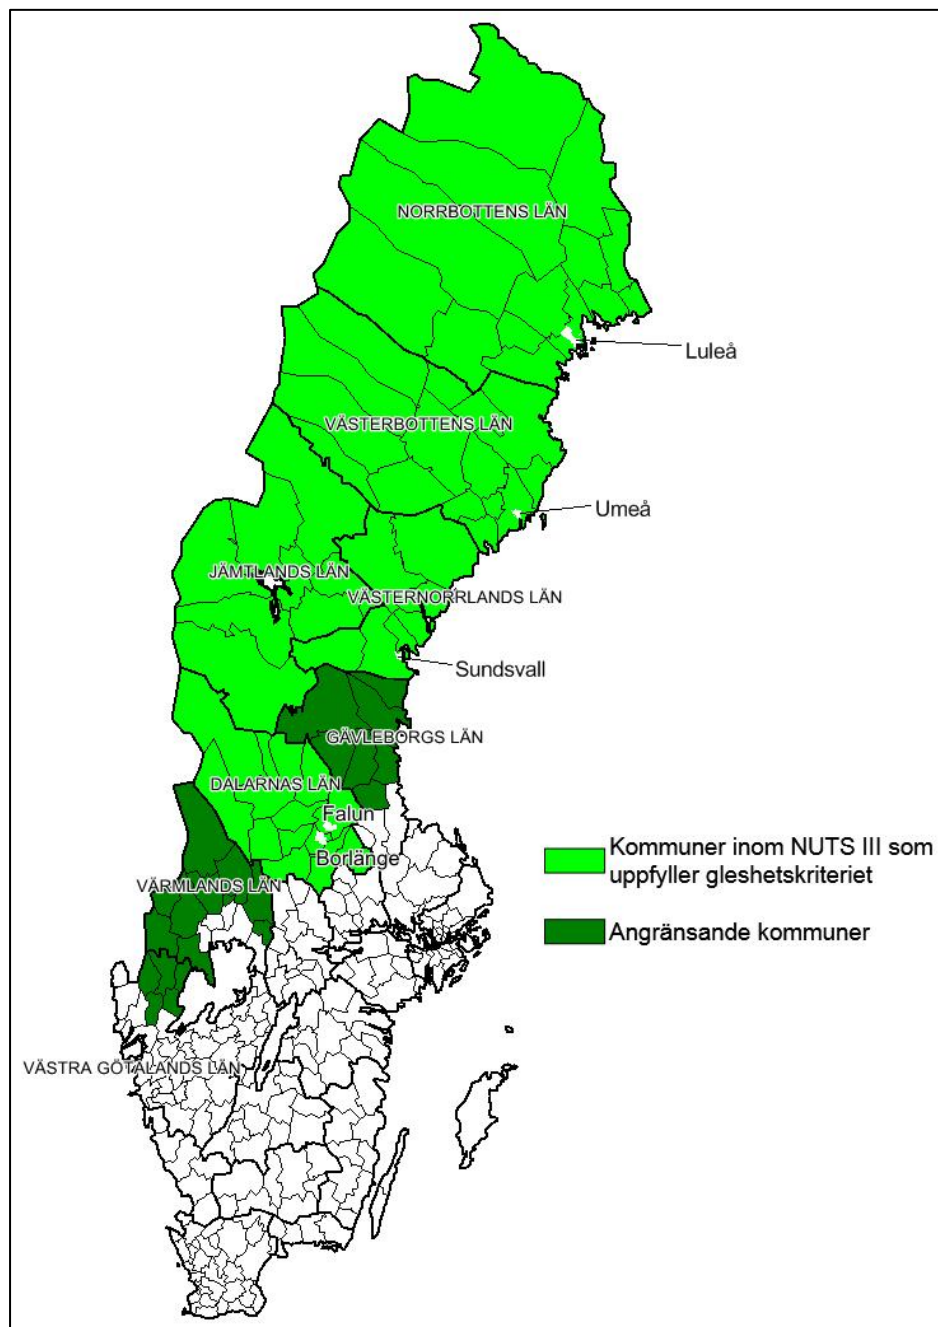 NORRBOTTENS LÄN
Luleå
VÄSTERBOTTENS LÄN
Umeå
JÄMTLANDS LÄN
VÄSTERNORRLANDS LÄN
Sundsvall
GÄVLEBORGS LÄN
DALARNAS LÄN
Falun
Borlänge
VÄRMLANDS LÄN
Kommuner inom NUTS III som
uppfyller gleshetskriteriet
Angränsande kommuner
VÄSTRA GÖTALANDS LÄN